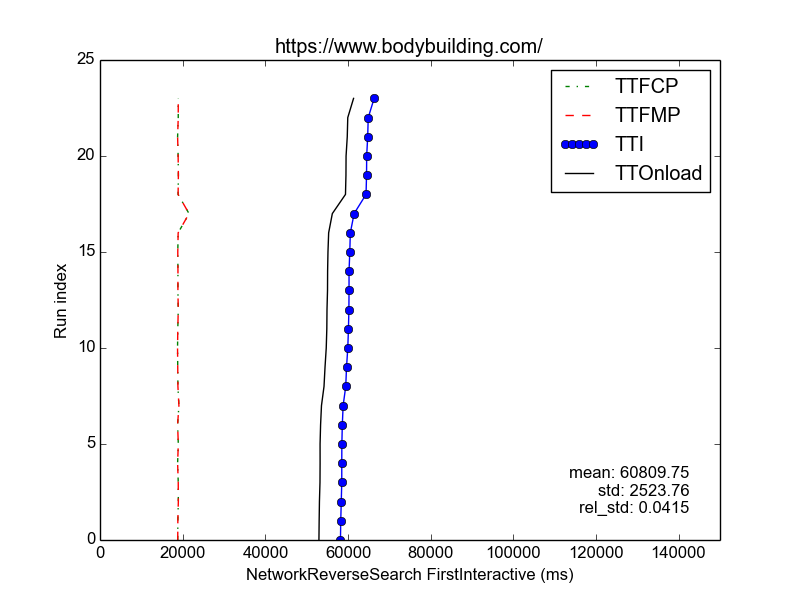 https://www.bodybuilding.com/
25
20
15
10
5
0
Run index
TTFCP
TTFMP
TTI
TTOnload
mean: 60809.75
std: 2523.76
rel_std: 0.0415
0 20000 40000 60000 80000 100000 120000 140000
NetworkReverseSearch FirstInteractive (ms)